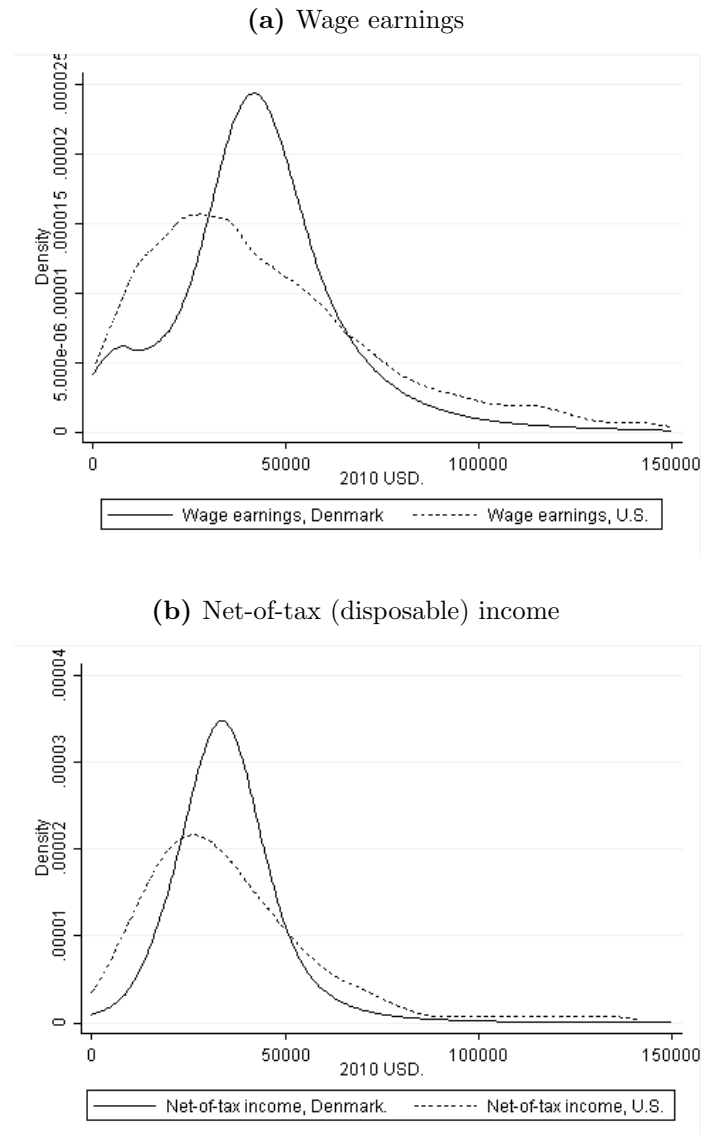 (a) Wage earnings
.000025
.00002
.000015
.00001
5.000e-06
0
Density
0 50000 100000 150000
2010 USD.
Wage earnings, Denmark Wage earnings, U.S.
(b) Net-of-tax (disposable) income
.00004
.00003
.00002
.00001
0
Density
0 50000 100000 150000
2010 USD.
Net-of-tax income, Denmark. Net-of-tax income, U.S.